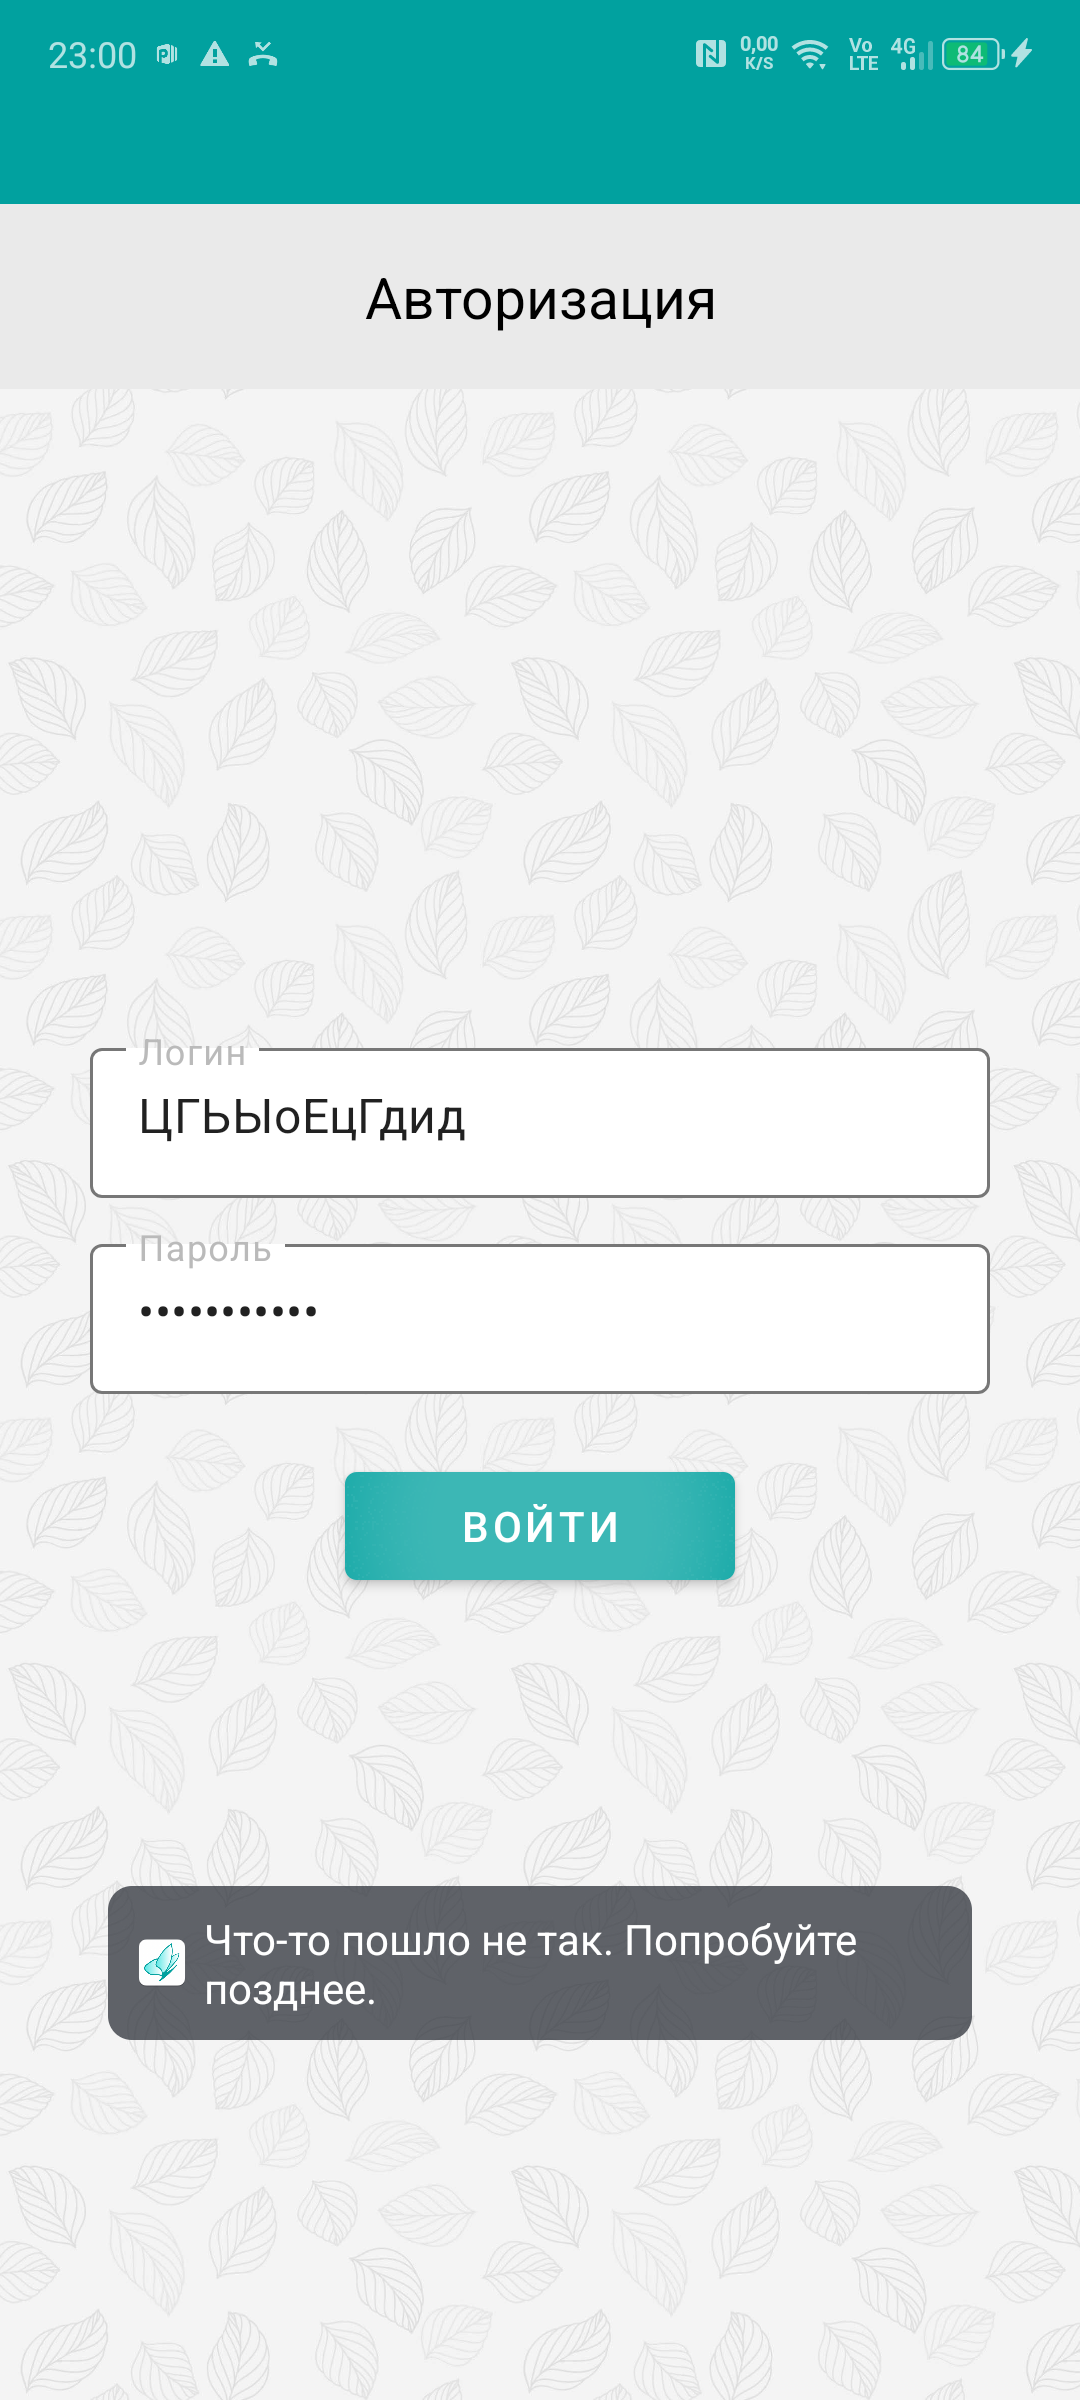 23:00
0,00
K/S
Vo
LTE
4G
84
Авторизация
Логин
ЦГЬЫоЕцГдид
Пароль
•••••••••••
ВОЙТИ
Что-то пошло не так. Попробуйте
позднее.